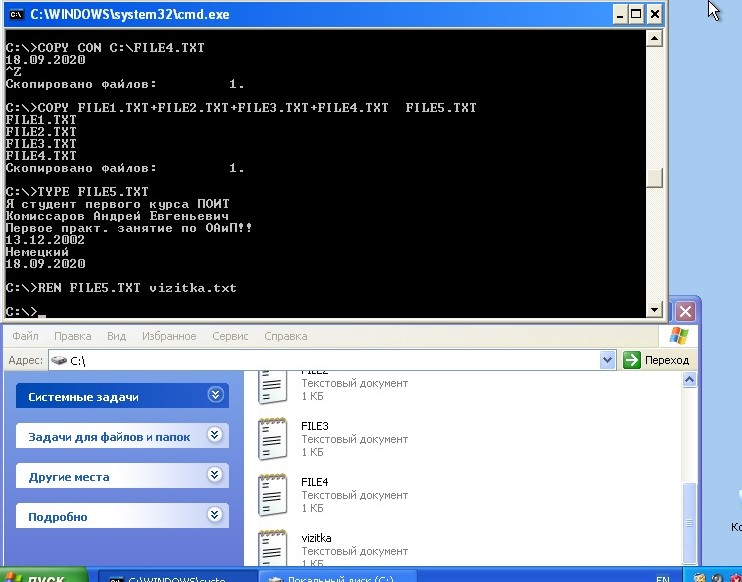 C:\WINDOWS\system32\cmd.exe
C:\>COPY CON C:\FILE4.TXT
18.09.2020
^Z
Скопировано файлов:         1.
C:\>COPY FILE1.TXT+FILE2.TXT+FILE3.TXT+FILE4.TXT  FILE5.TXT
FILE1.TXT
FILE2.TXT
FILE3.TXT
FILE4.TXT
Скопировано файлов:         1.
C:\>TYPE FILE5.TXT
Я студент первого курса ПОИТ
Комиссаров Андрей Евгеньевич
Первое практ. занятие по ОАиП!!
13.12.2002
Немецкий
18.09.2020
C:\>REN FILE5.TXT vizitka.txt
C:\>_
Файл Правка Вид Избранное Сервис Справка
Адрес: C:\ Переход
Системные задачи
Задачи для файлов и папок
Другие места
Подробно
FILE2
Текстовый документ
1 КБ
FILE3
Текстовый документ
1 КБ
FILE4
Текстовый документ
1 КБ
vizitka
Текстовый документ
1 КБ
Ко
пуск C:\WINDOWS\syste... Локальный диск (C:) EN